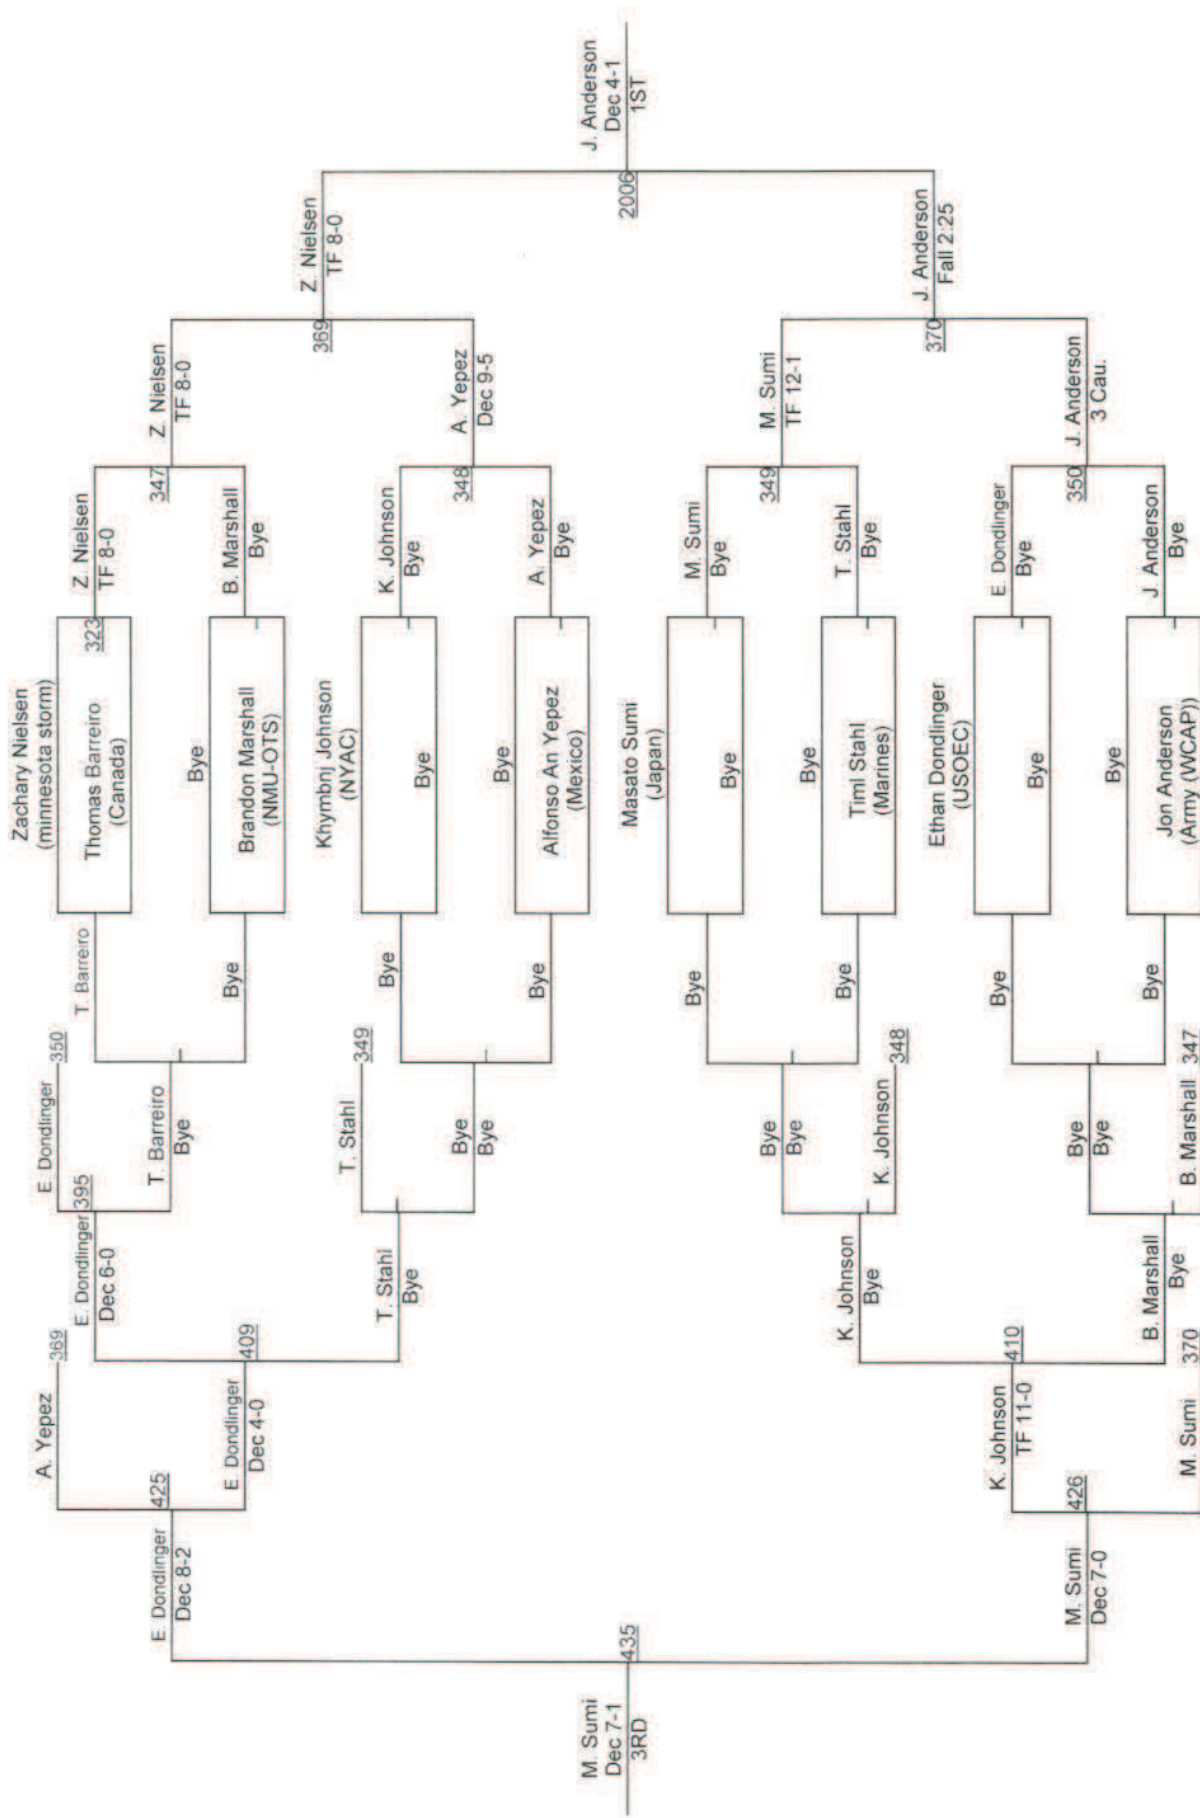 J. Anderson
Dec 4-1
1ST
2006
Z. Nielsen
TF 8-0
J. Anderson
Fall 2:25
369
370
Z. Nielsen
TF 8-0
A. Yepez
Dec 9-5
M. Sumi
TF 12-1
J. Anderson
3 Cau.
347
348
349
350
Z. Nielsen
TF 8-0
B. Marshall
Bye
K. Johnson
Bye
A. Yepez
Bye
M. Sumi
Bye
T. Stahl
Bye
E. Dondlinger
Bye
J. Anderson
Bye
Zachary Nielsen
(minnesota storm)
323
Thomas Barreiro
(Canada)
Bye
Brandon Marshall
(NMU-OTS)
Khymbnj Johnson
(NYAC)
Bye
Bye
Alfonso An Yepez
(Mexico)
Masato Sumi
(Japan)
Bye
Bye
Timl Stahl
(Marines)
Ethan Dondlinger
(USOEC)
Bye
Bye
Jon Anderson
(Army (WCAP))
T. Barreiro
Bye
Bye
Bye
Bye
Bye
Bye
Bye
350
349
348
347
E. Dondlinger
T. Barreiro
Bye
T. Stahl
Bye
Bye
Bye
Bye
K. Johnson
Bye
Bye
B. Marshall
395
E. Dondlinger
Dec 6-0
T. Stahl
Bye
K. Johnson
Bye
B. Marshall
Bye
369
409
410
370
A. Yepez
E. Dondlinger
Dec 4-0
K. Johnson
TF 11-0
M. Sumi
425
426
E. Dondlinger
Dec 8-2
M. Sumi
Dec 7-0
435
M. Sumi
Dec 7-1
3RD